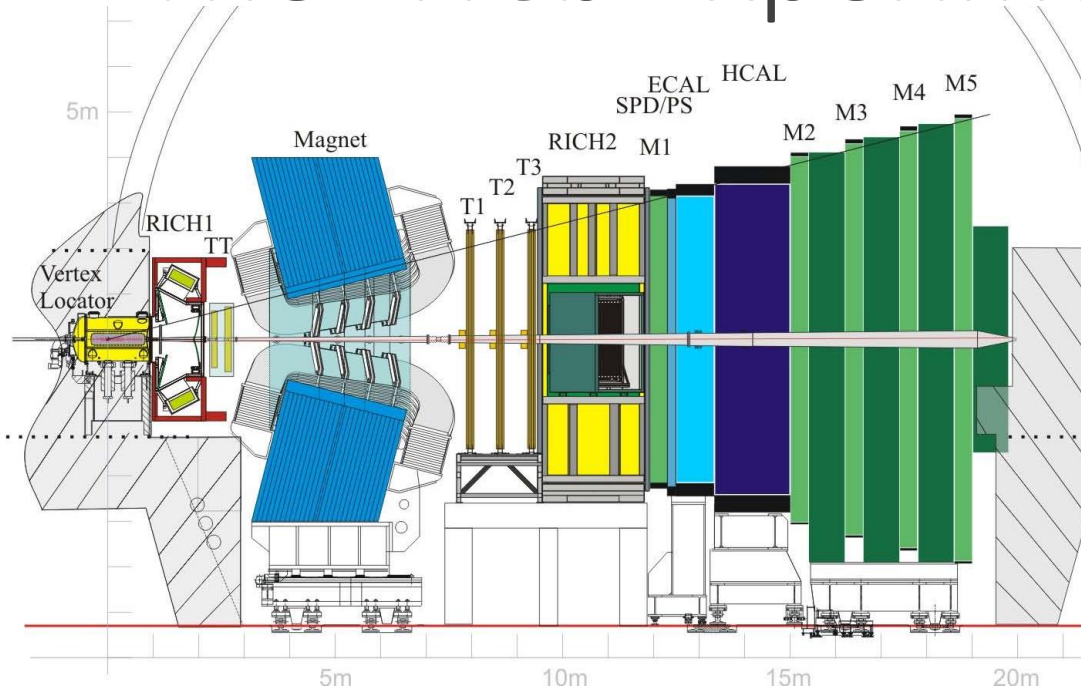 ECAL
HCAL
SPD/PS
M4
M5
M3
M2
5m
Magnet
RICH2
M1
T3
T2
T1
RICH1
TT
Vertex
Locator
5m
10m
15m
20m